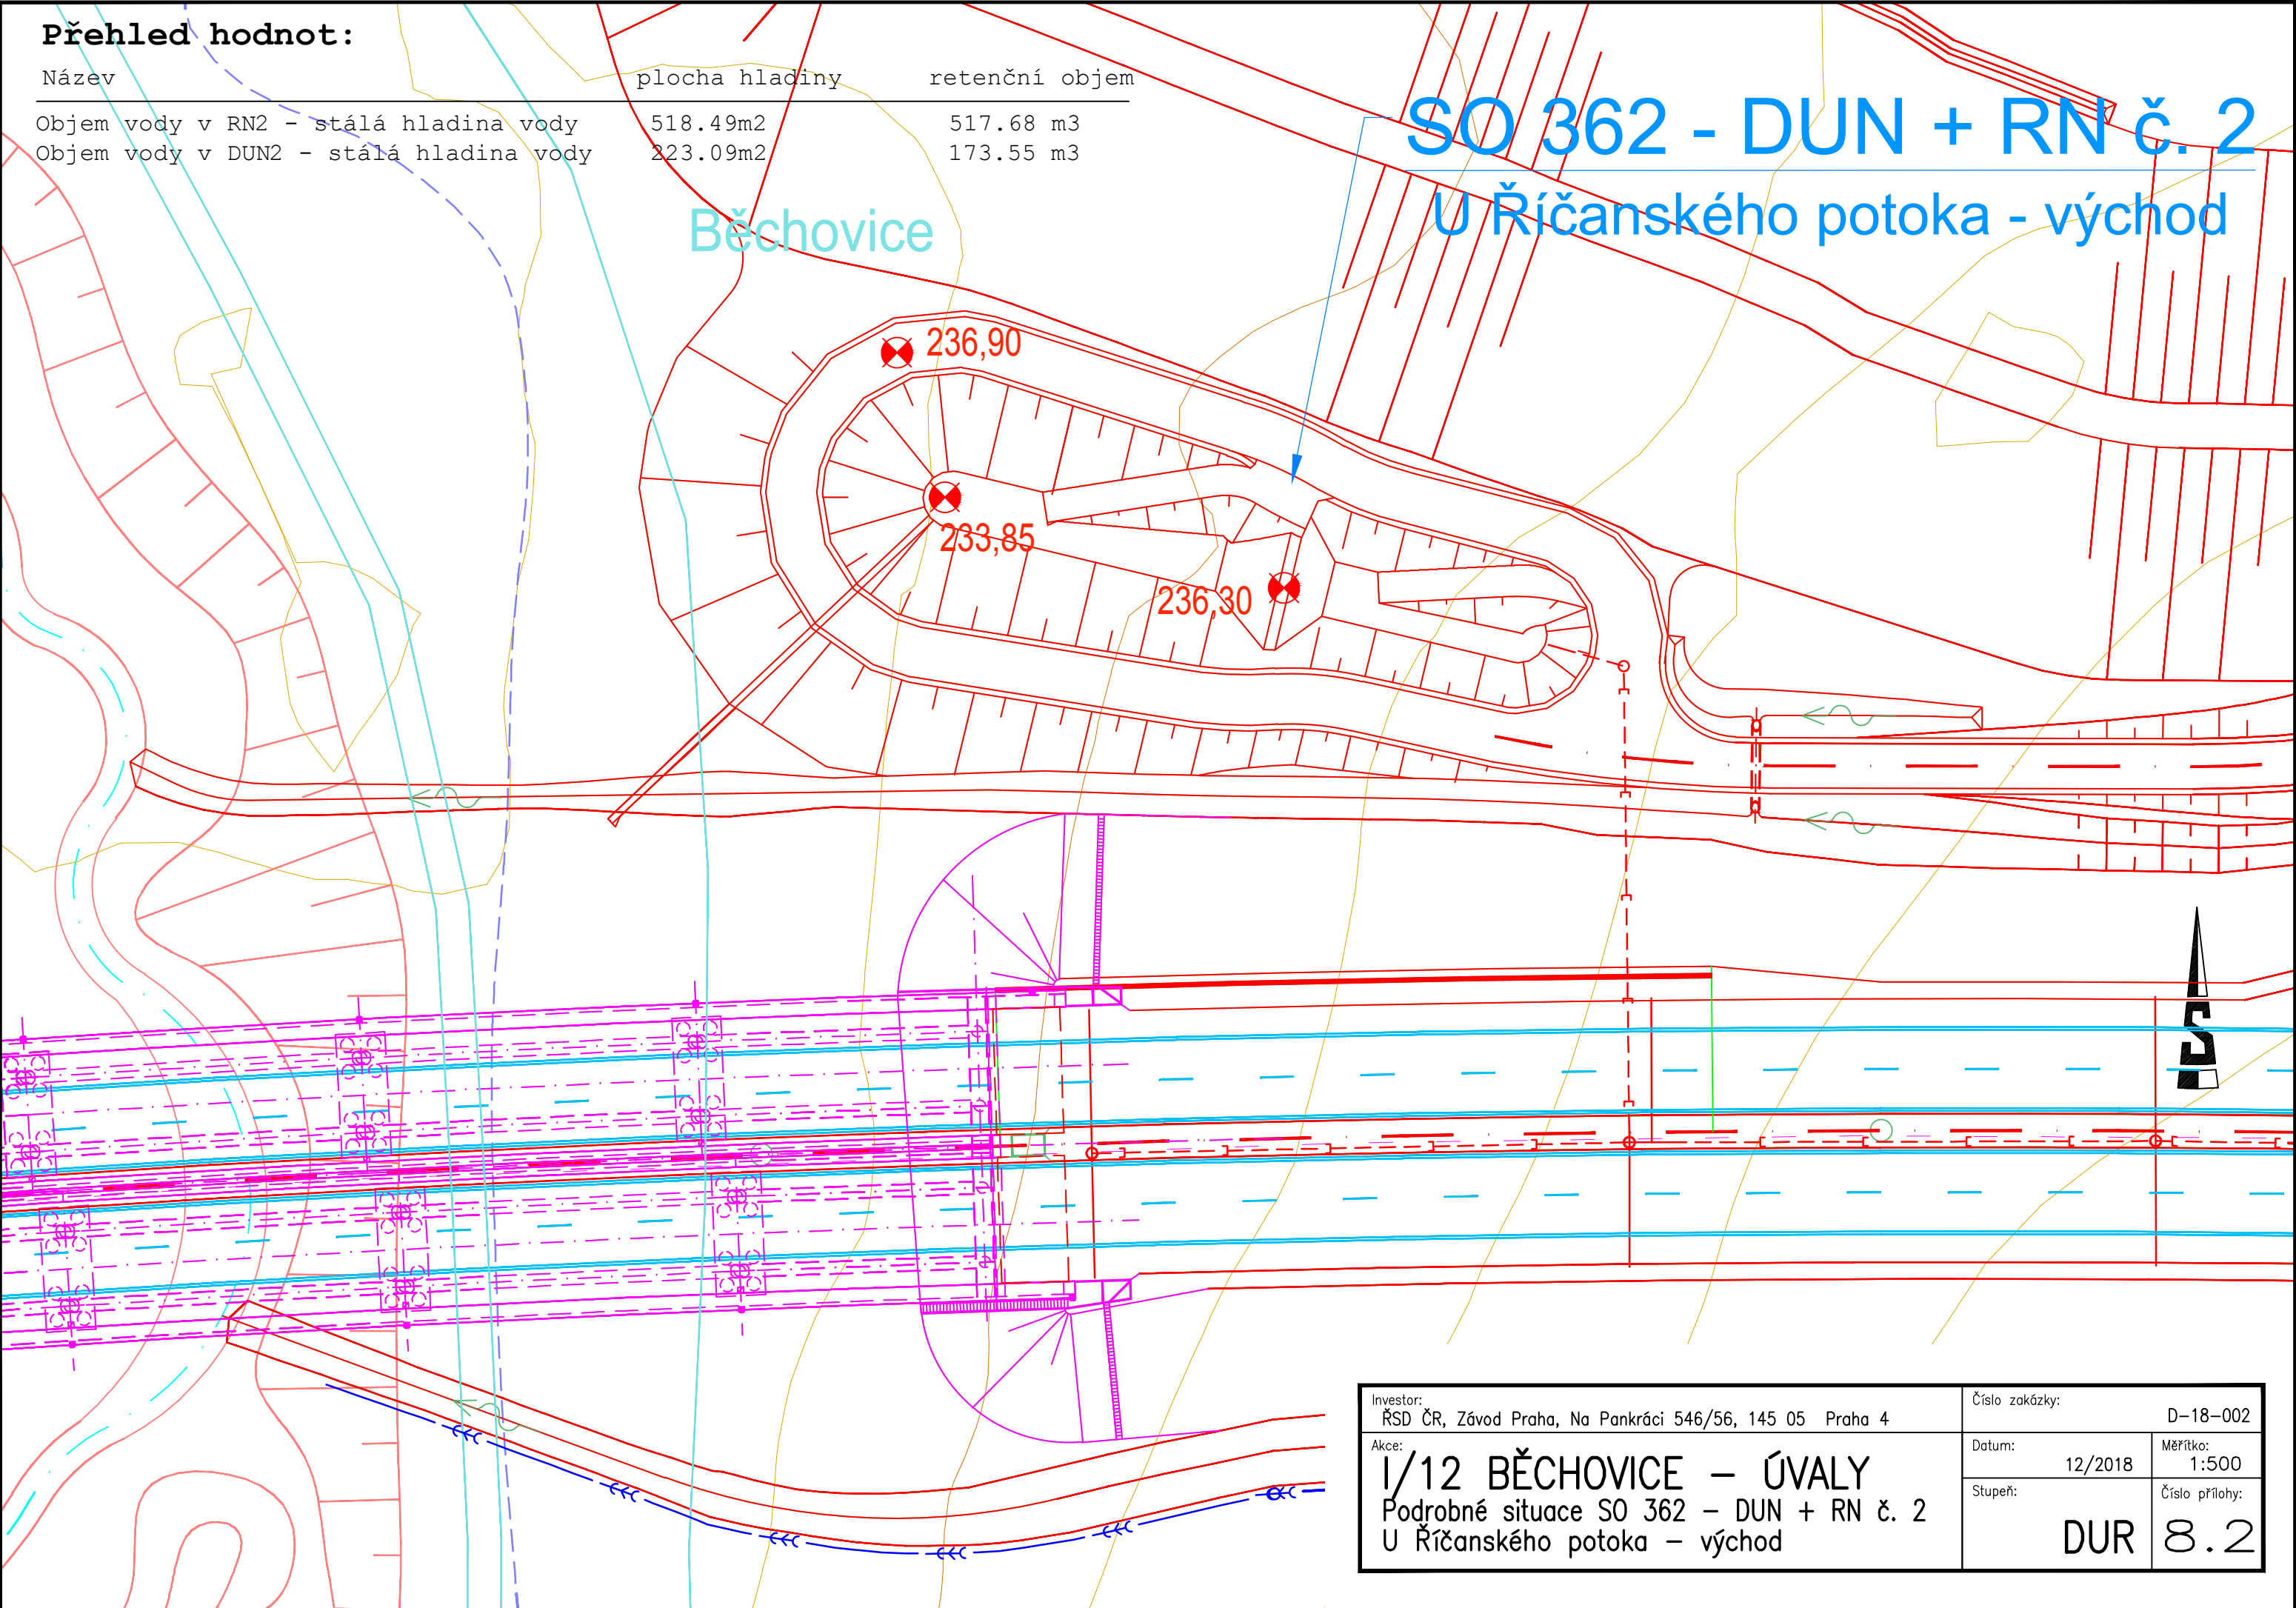 Přehled hodnot:
Název plocha hladiny retenční objem
Objem vody v RN2 - stálá hladina vody 518.49m2 517.68 m3
Objem vody v DUN2 - stálá hladina vody 223.09m2 173.55 m3
SO 362 - DUN + RN č. 2
U Říčanského potoka - východ
Běchovice
236,90
233,85
236,30
S
Investor:
ŘSD ČR, Závod Praha, Na Pankráci 546/56, 145 05 Praha 4
Číslo zakázky:
D-18-002
Akce:
I/12 BĚCHOVICE – ÚVALY
Podrobné situace SO 362 – DUN + RN č. 2
U Říčanského potoka – východ
Datum:
12/2018
Měřítko:
1:500
Stupeň:
DUR
Číslo přílohy:
8.2